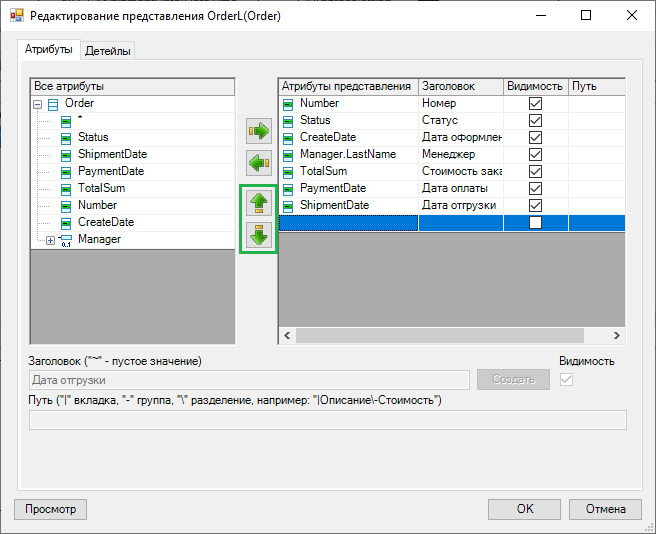 Редактирование представления OrderL(Order)
Атрибуты Детейлы
Все атрибуты
Order
*
Status
ShipmentDate
PaymentDate
TotalSum
Number
CreateDate
0..1 Manager
Атрибуты представления Заголовок Видимость Путь
Number Номер
Status Статус
CreateDate Дата оформлен
Manager.LastName Менеджер
TotalSum Стоимость зака
PaymentDate Дата оплаты
ShipmentDate Дата отгрузки
Заголовок ("~" - пустое значение) Видимость
Дата отгрузки Создать
Путь ("|" вкладка, "-" группа, "\" разделение, например: "|Описание\-Стоимость")
Просмотр OK Отмена